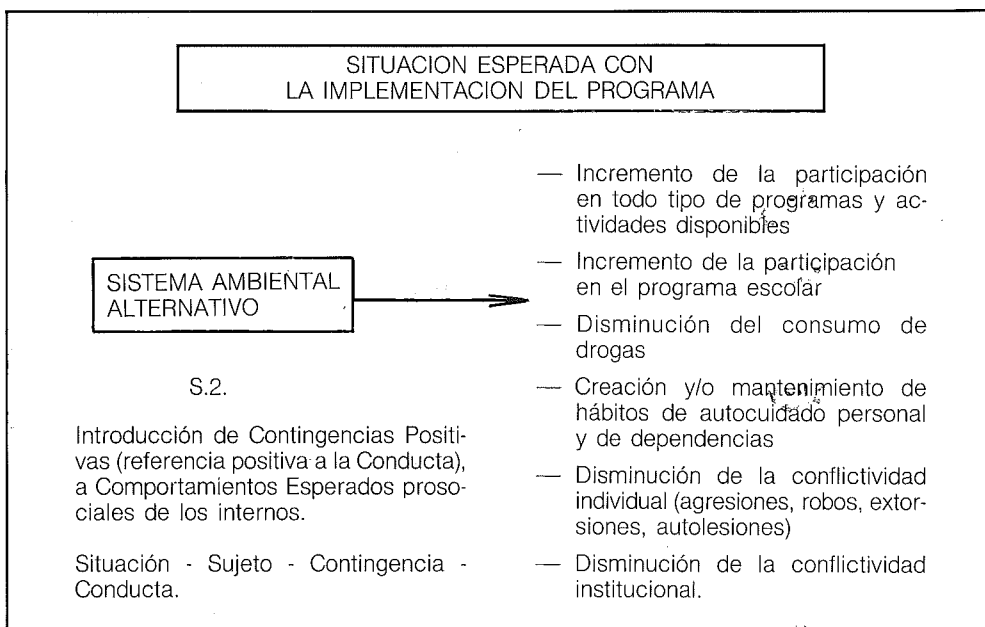 SITUACION ESPERADA CON
LA IMPLEMENTACION DEL PROGRAMA
SISTEMA AMBIENTAL
ALTERNATIVO
S.2.
Introducción de Contingencias Positi-
vas (referencia positiva a la Conducta),
a Comportamientos Esperados proso-
ciales de los internos.
Situación - Sujeto - Contingencia -
Conducta.
— Incremento de la participación
en todo tipo de programas y ac-
tividades disponibles
— Incremento de la participación
en el programa escolar
— Disminución del consumo de
drogas
— Creación y/o mantenimiento de
hábitos de autocuidado personal
y de dependencias
— Disminución de la conflictividad
individual (agresiones, robos, extor-
siones, autolesiones)
— Disminución de la conflictividad
institucional.